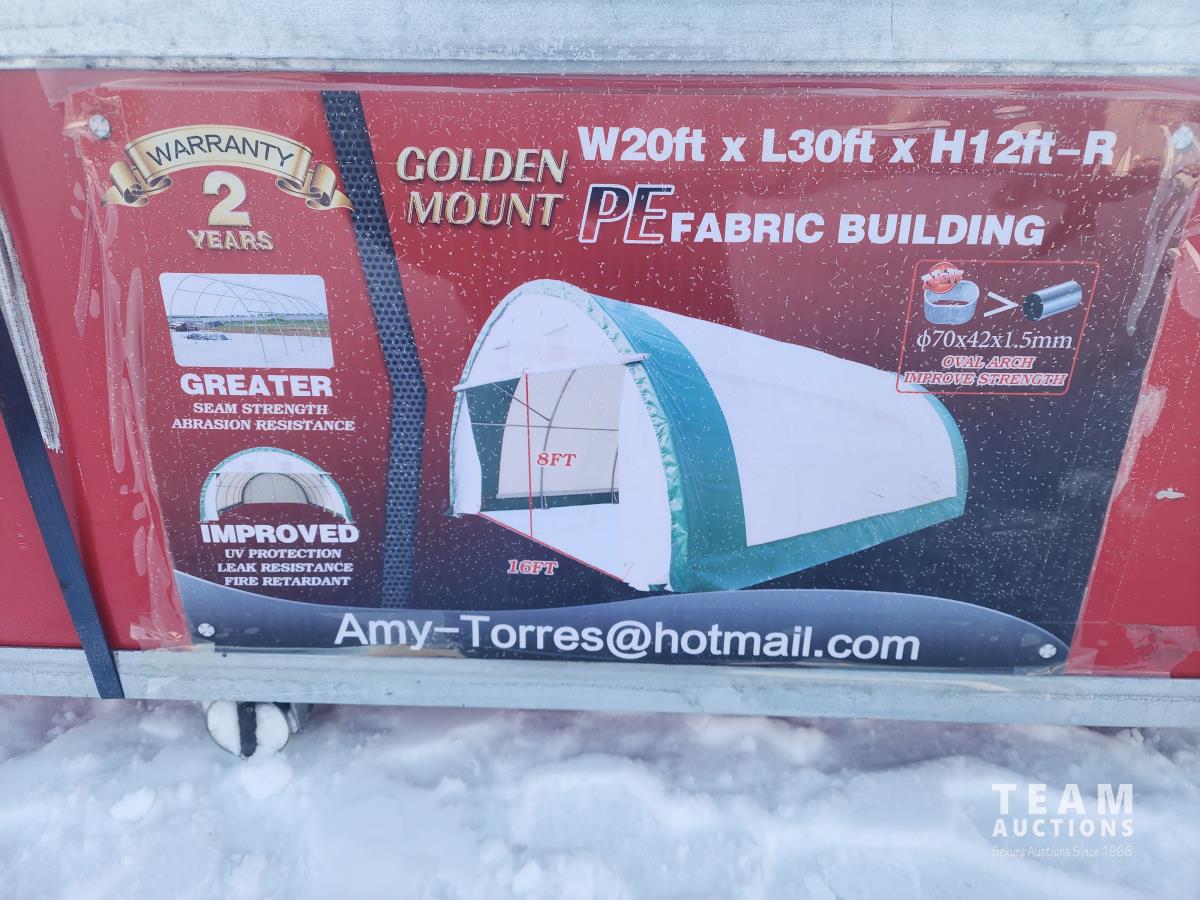 WARRANTY
2
YEARS
GOLDEN
MOUNT
W20ft x L30ft x H12ft-R
PE FABRIC BUILDING
NEW
>
ф70x42x1.5mm
OVAL ARCH
IMPROVE STRENGTH
GREATER
SEAM STRENGTH
ABRASION RESISTANCE
8FT
16FT
IMPROVED
UV PROTECTION
LEAK RESISTANCE
FIRE RETARDANT
Amy-Torres@hotmail.com
TEAM
AUCTIONS
Sekura Auctions Since 1966